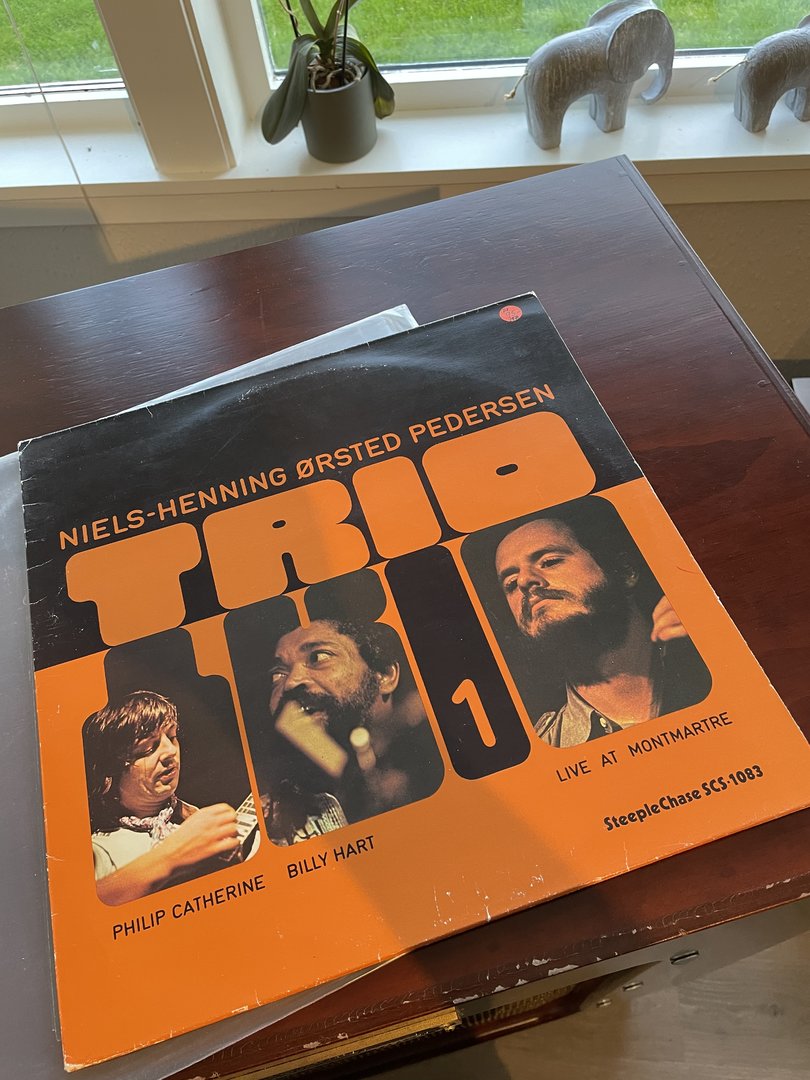 NIELS-HENNING ØRSTED PEDERSEN
TRIO
1
LIVE AT MONTMARTRE
SteepleChase SCS-1083
PHILIP CATHERINE
BILLY HART